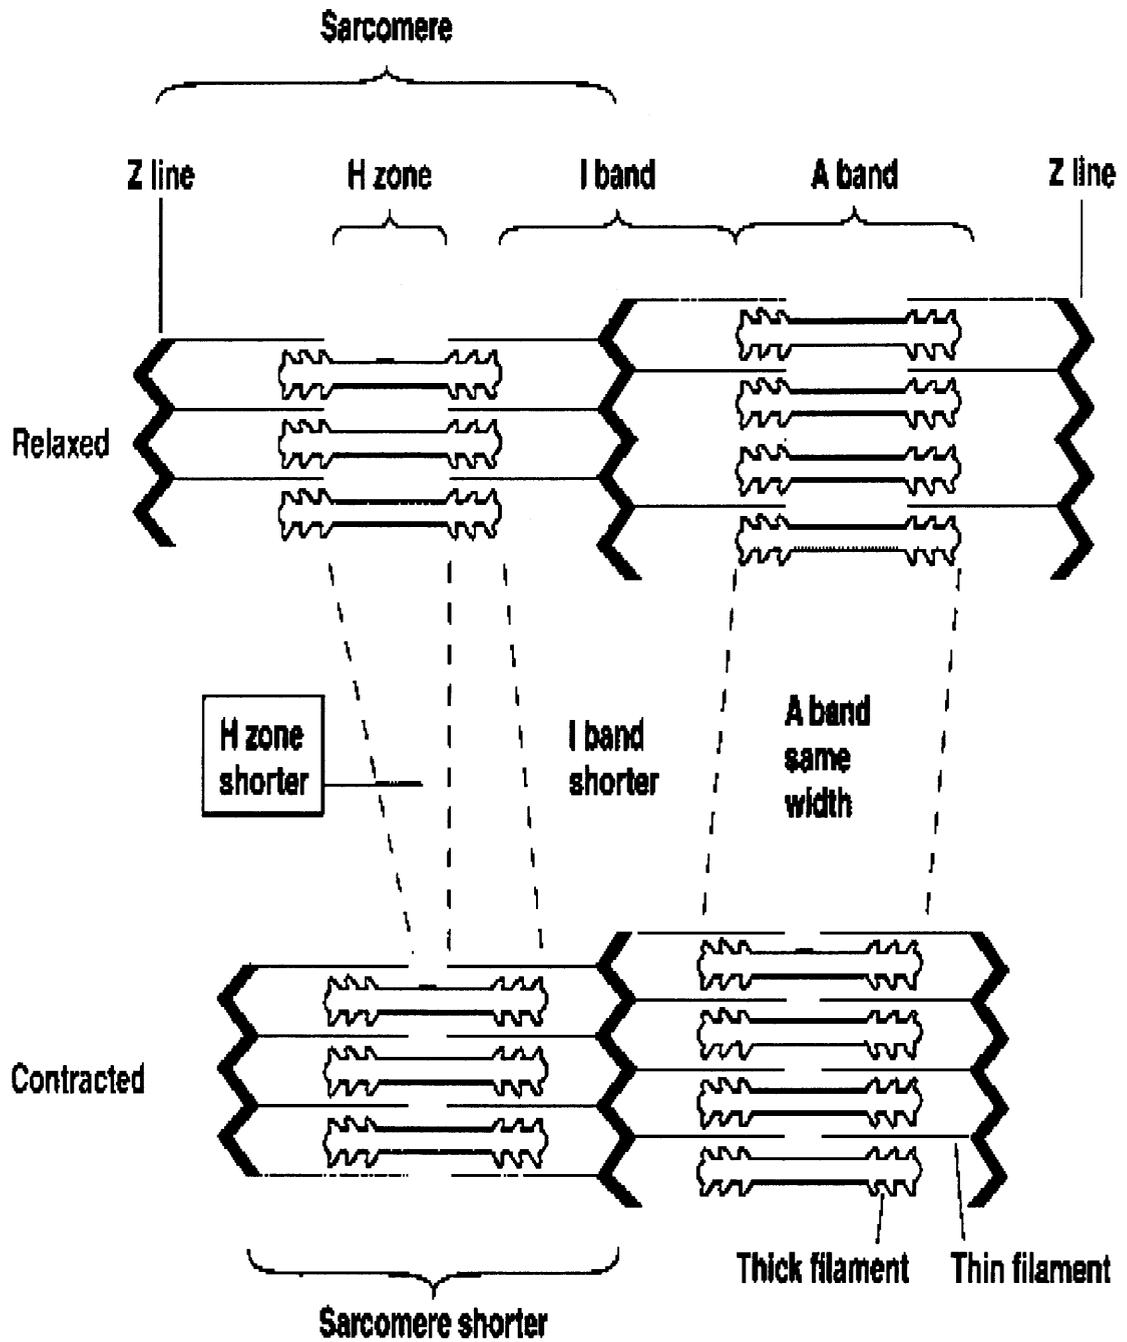 Sarcomere
Z line
H zone
I band
A band
Z line
Relaxed
H zone
shorter
I band
shorter
A band
same
width
Contracted
Thick filament
Thin filament
Sarcomere shorter